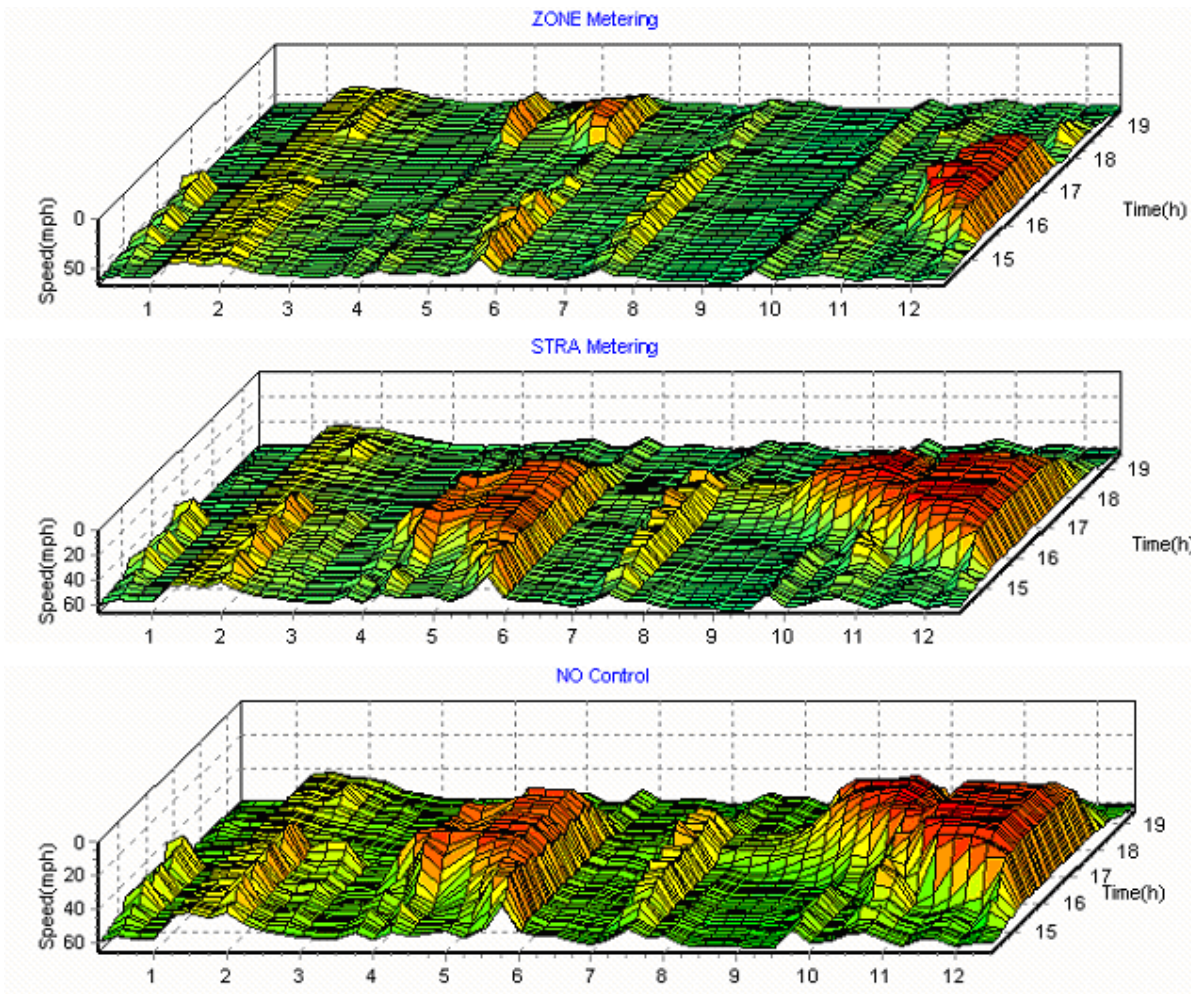 ZONE Metering
0
50
Speed(mph)
1 2 3 4 5 6 7 8 9 10 11 12
15 16 17 18 19
Time(h)
STRA Metering
0
20
40
60
Speed(mph)
1 2 3 4 5 6 7 8 9 10 11 12
15 16 17 18 19
Time(h)
NO Control
0
20
40
60
Speed(mph)
1 2 3 4 5 6 7 8 9 10 11 12
15 16 17 18 19
Time(h)